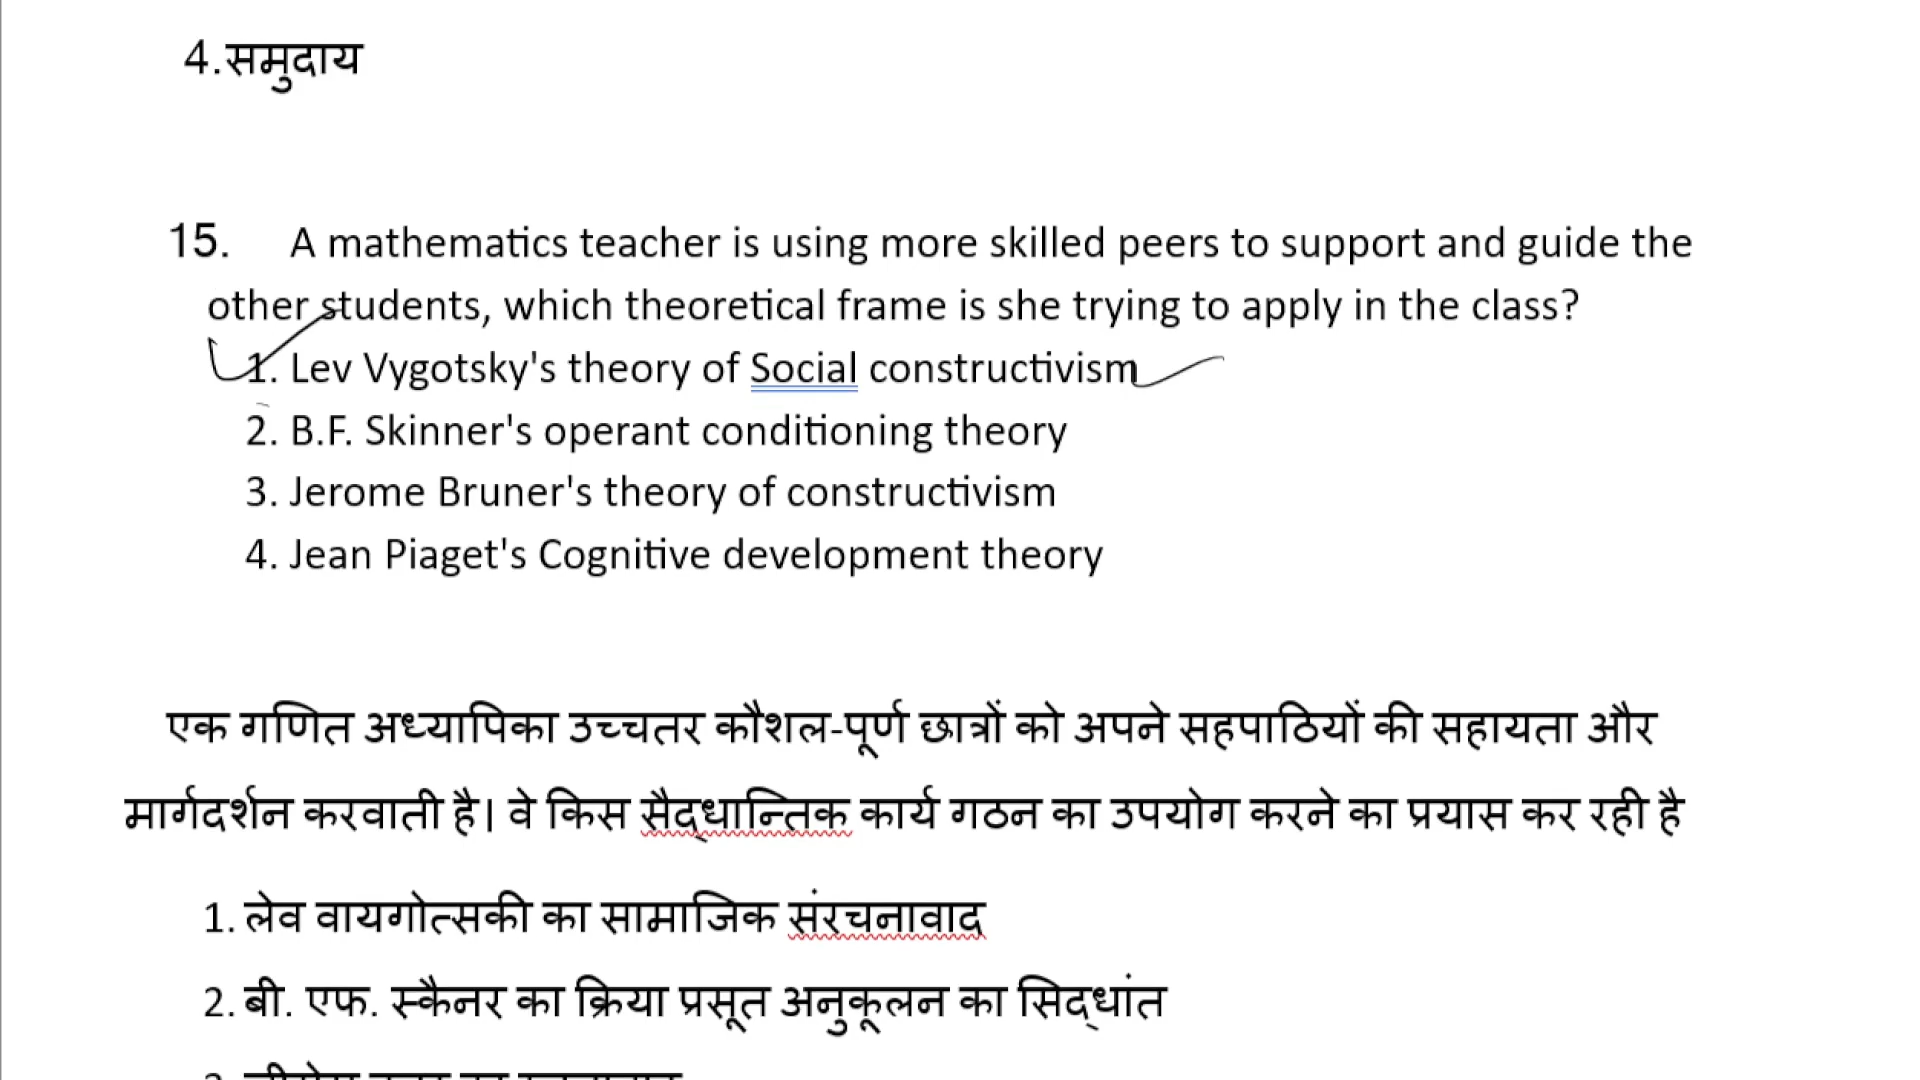 4.समुदाय
15. A mathematics teacher is using more skilled peers to support and guide the
other students, which theoretical frame is she trying to apply in the class?
1. Lev Vygotsky's theory of Social constructivism
2. B.F. Skinner's operant conditioning theory
3. Jerome Bruner's theory of constructivism
4. Jean Piaget's Cognitive development theory
एक गणित अध्यापिका उच्चतर कौशल-पूर्ण छात्रों को अपने सहपाठियों की सहायता और
मार्गदर्शन करवाती है। वे किस सैद्धान्तिक कार्य गठन का उपयोग करने का प्रयास कर रही है
1. लेव वायगोत्सकी का सामाजिक संरचनावाद
2. बी. एफ. स्कैनर का क्रिया प्रसूत अनुकूलन का सिद्धांत